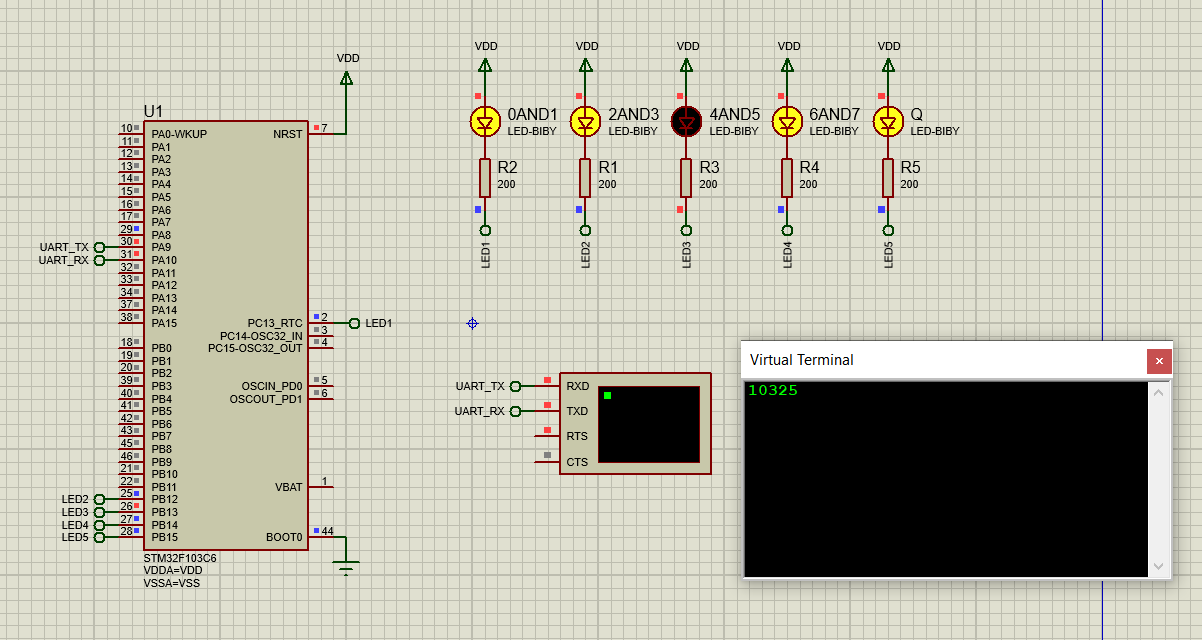 VDD VDD VDD VDD VDD
0AND1 2AND3 4AND5 6AND7 Q
LED-BIBY LED-BIBY LED-BIBY LED-BIBY LED-BIBY
R2 R1 R3 R4 R5
200 200 200 200 200
LED1 LED2 LED3 LED4 LED5
VDD
U1
10 PA0-WKUP NRST 7
11 PA1
12 PA2
13 PA3
14 PA4
15 PA5
16 PA6
17 PA7
29 PA8
UART_TX 30 PA9
UART_RX 31 PA10
32 PA11
33 PA12
34 PA13
37 PA14
38 PA15
PC13_RTC 2 LED1
PC14-OSC32_IN 3
PC15-OSC32_OUT 4
18 PB0
19 PB1
20 PB2
39 PB3 OSCIN_PD0 5
40 PB4 OSCOUT_PD1 6
41 PB5
42 PB6
43 PB7
45 PB8
46 PB9
21 PB10
22 PB11 VBAT 1
LED2 25 PB12
LED3 26 PB13
LED4 27 PB14
LED5 28 PB15 BOOT0 44
STM32F103C6
VDDA=VDD
VSSA=VSS
UART_TX RXD
UART_RX TXD
RTS
CTS
Virtual Terminal
10325